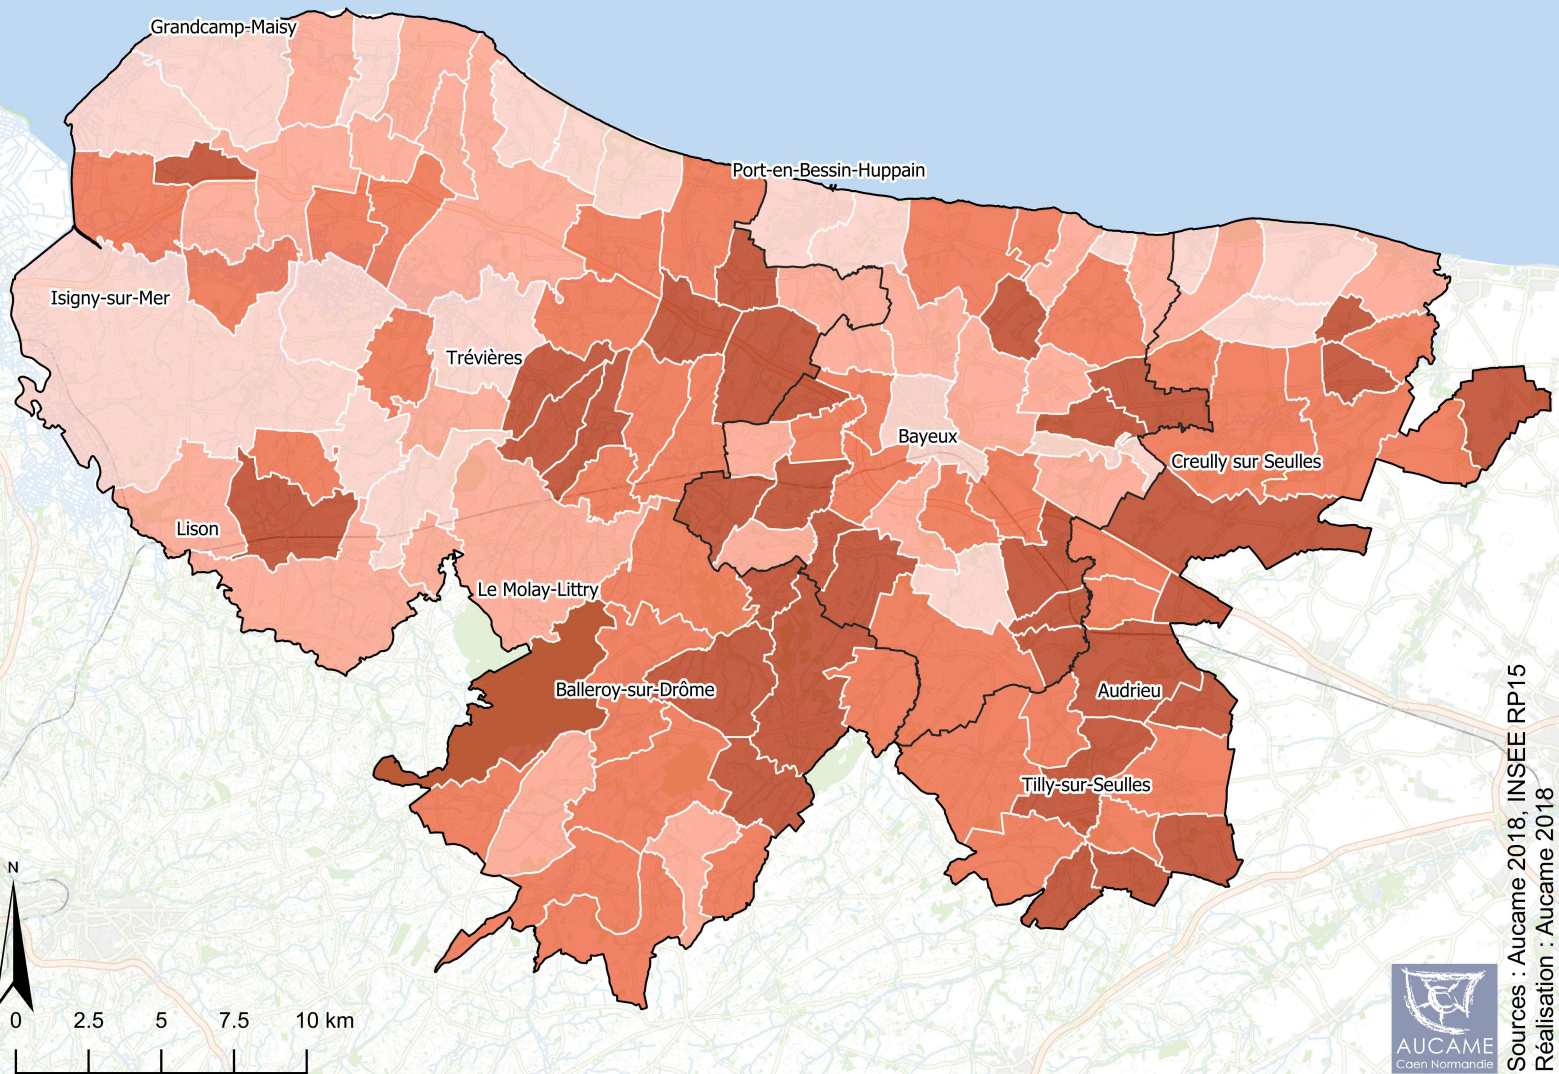 Grandcamp-Maisy
Port-en-Bessin-Huppain
Isigny-sur-Mer
Trévières
Bayeux
Creully sur Seulles
Lison
Le Molay-Littry
Balleroy-sur-Drôme
Audrieu
Tilly-sur-Seulles
N
0 2.5 5 7.5 10 km
AUCAME
Caen Normandie
Sources : Aucame 2018, INSEE RP15
Réalisation : Aucame 2018